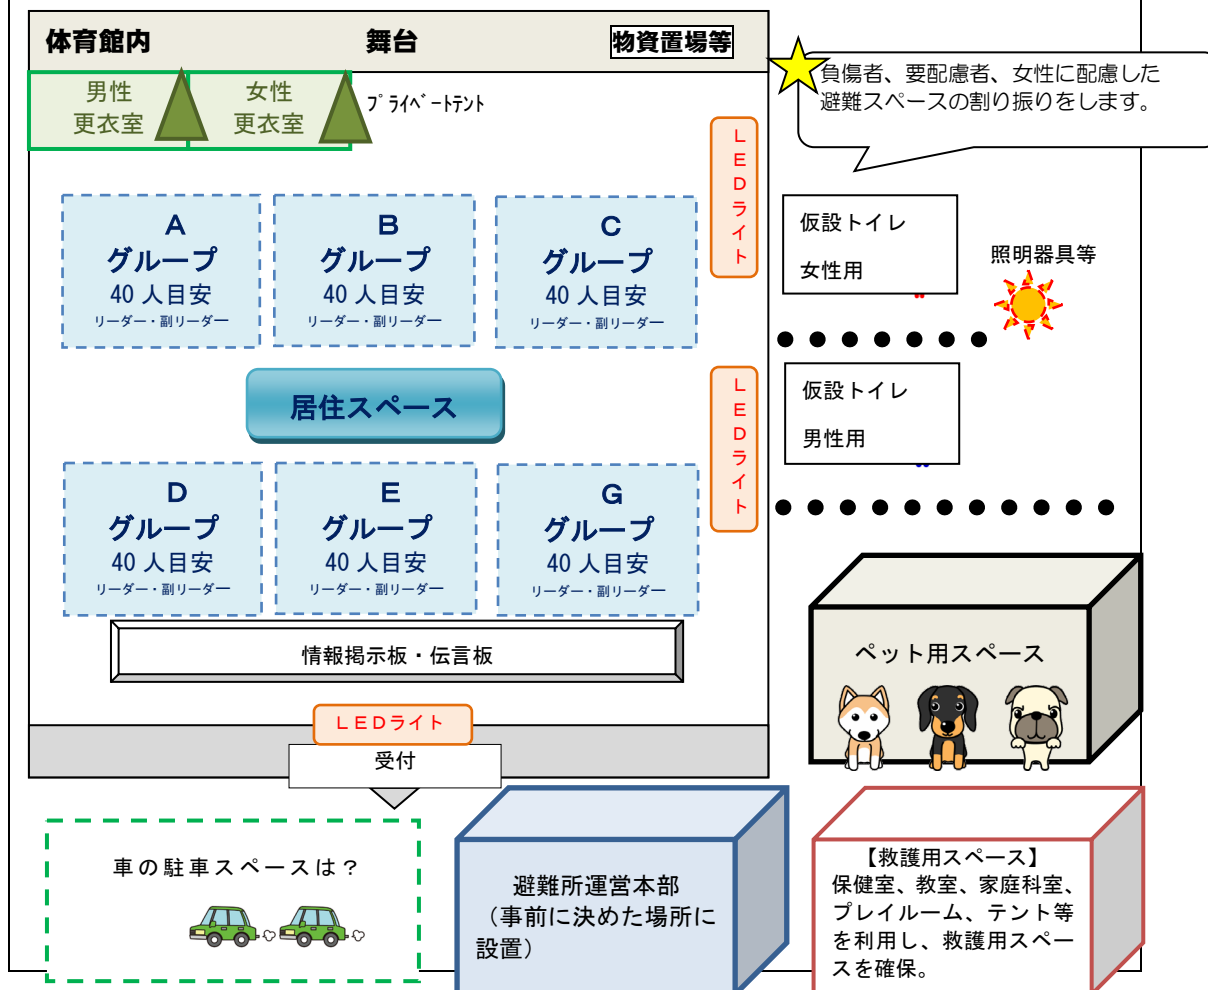 体育館内
舞台
物資置場等
負傷者、要配慮者、女性に配慮した
避難スペースの割り振りをします。
男性
更衣室
女性
更衣室
ﾌﾟﾗｲﾍﾞｰﾄﾃﾝﾄ
LEDライト
A
グループ
40 人目安
リーダー・副リーダー
B
グループ
40 人目安
リーダー・副リーダー
C
グループ
40 人目安
リーダー・副リーダー
仮設トイレ
女性用
照明器具等
居住スペース
LEDライト
仮設トイレ
男性用
D
グループ
40 人目安
リーダー・副リーダー
E
グループ
40 人目安
リーダー・副リーダー
G
グループ
40 人目安
リーダー・副リーダー
情報掲示板・伝言板
ペット用スペース
LEDライト
受付
車の駐車スペースは？
避難所運営本部
（事前に決めた場所に
設置）
【救護用スペース】
保健室、教室、家庭科室、
プレイルーム、テント等
を利用し、救護用スペー
スを確保。